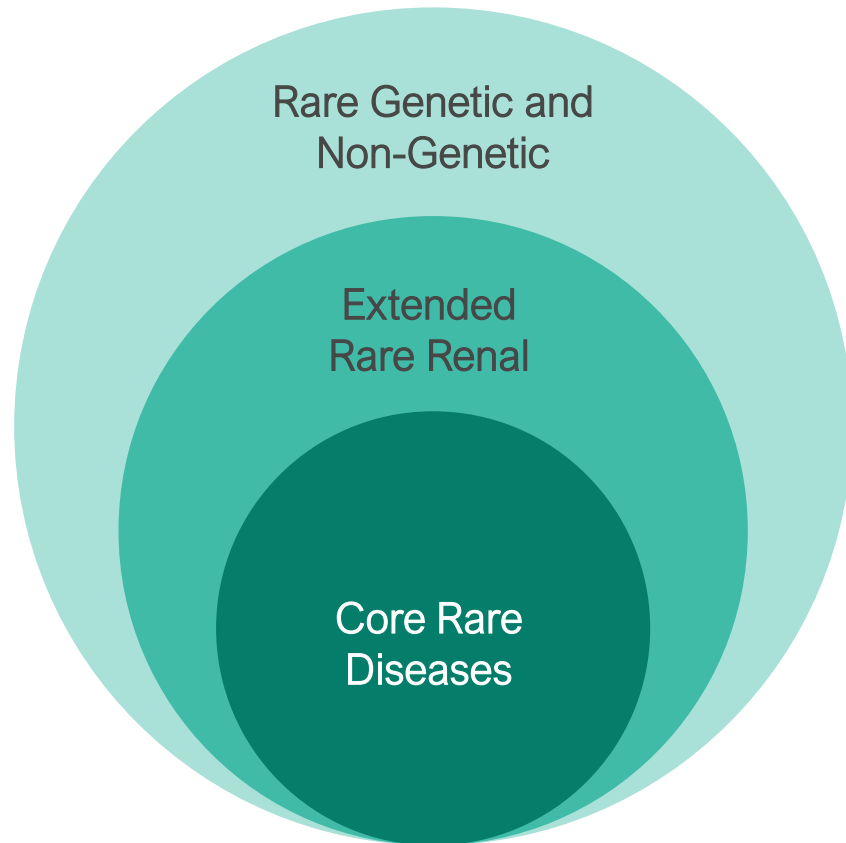 Rare Genetic and
Non-Genetic
Extended
Rare Renal
Core Rare
Diseases